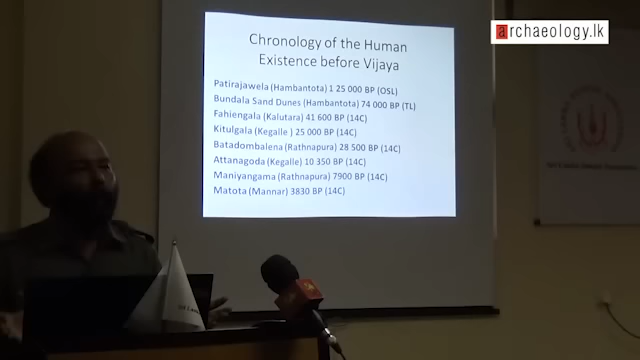 archaeology.lk
Chronology of the Human
Existence before Vijaya
Patirajawela (Hambantota) 1 25 000 BP (OSL)
Bundala Sand Dunes (Hambantota) 74 000 BP (TL)
Fahiengala (Kalutara) 41 600 BP (14C)
Kitulgala (Kegalle ) 25 000 BP (14C)
Batadombalena (Rathnapura) 28 500 BP (14C)
Attanagoda (Kegalle) 10 350 BP (14C)
Maniyangama (Rathnapura) 7900 BP (14C)
Matota (Mannar) 3830 BP (14C)